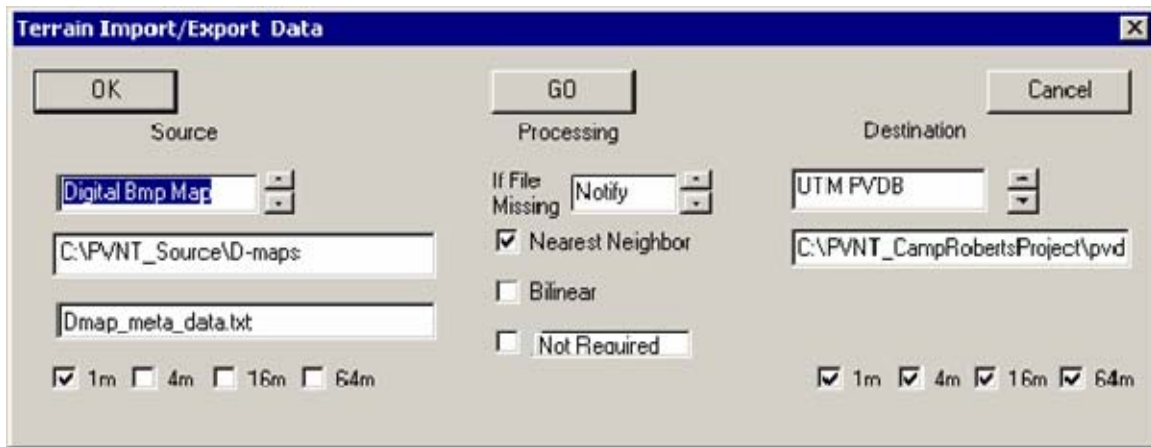 Terrain Import/Export Data
OK
GO
Cancel
Source
Processing
Destination
Digital Bmp Map
If File
Missing
Notify
UTM PVDB
C:\PVNT_Source\D-maps
Nearest Neighbor
C:\PVNT_CampRobertsProject\pvd
Bilinear
Dmap_meta_data.txt
Not Required
1m 4m 16m 64m
1m 4m 16m 64m